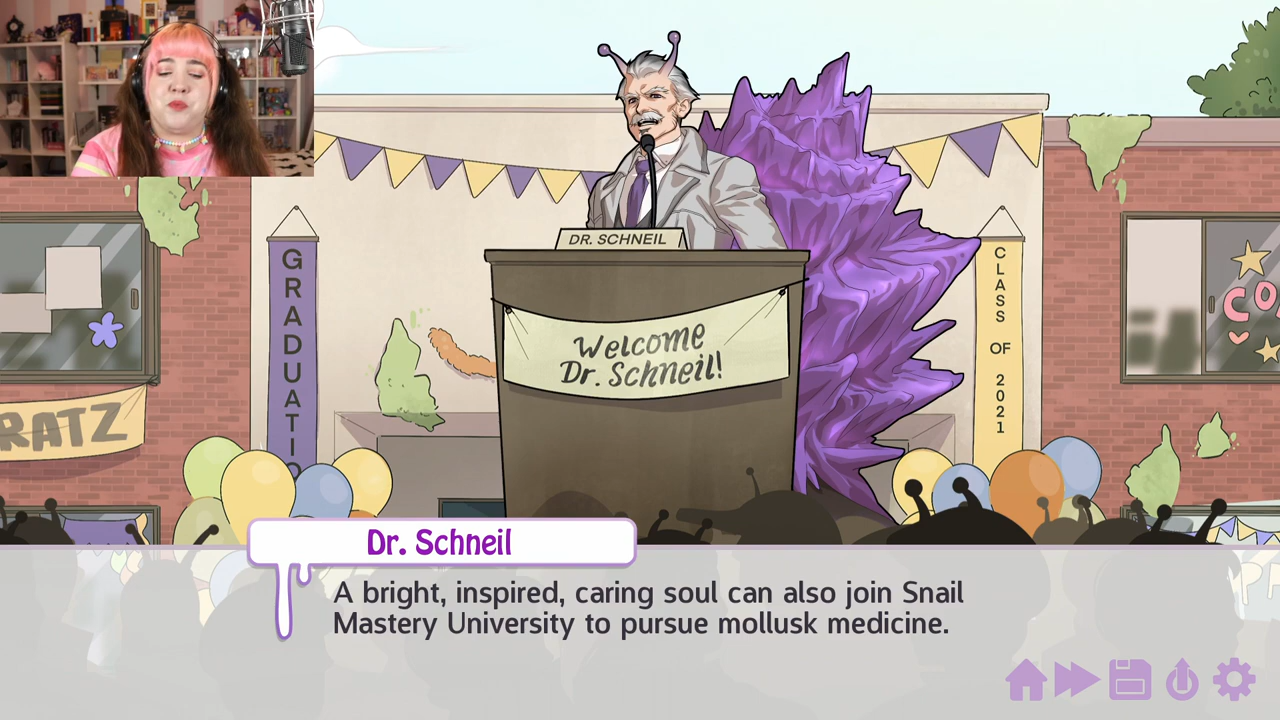 DR. SCHNEIL
GRADUATIO
CLASS OF 2021
Welcome
Dr. Schneil!
CO
RATZ
Dr. Schneil
A bright, inspired, caring soul can also join Snail
Mastery University to pursue mollusk medicine.